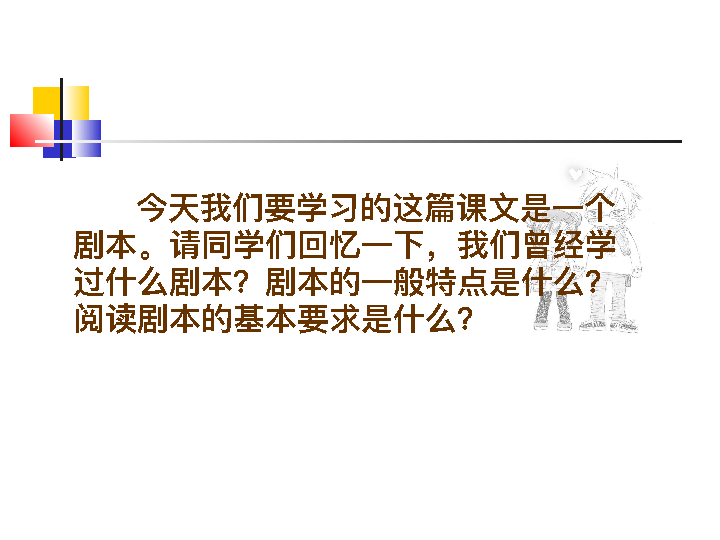 今天我们要学习的这篇课文是一个
剧本。请同学们回忆一下，我们曾经学
过什么剧本？剧本的一般特点是什么？
阅读剧本的基本要求是什么？